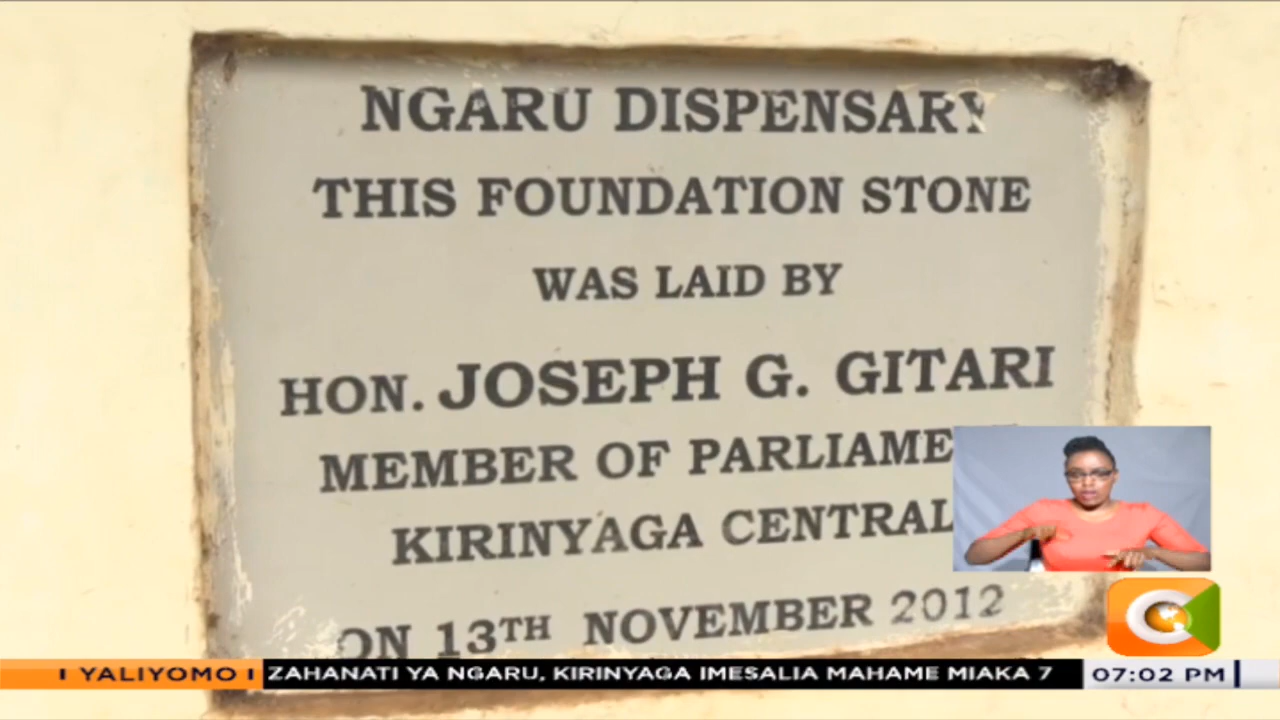 NGARU DISPENSARY
THIS FOUNDATION STONE
WAS LAID BY
HON. JOSEPH G. GITARI
MEMBER OF PARLIAME
KIRINYAGA CENTRAL
ON 13TH NOVEMBER 2012
YALIYOMO
ZAHANATI YA NGARU, KIRINYAGA IMESALIA MAHAME MIAKA 7
07:02 PM